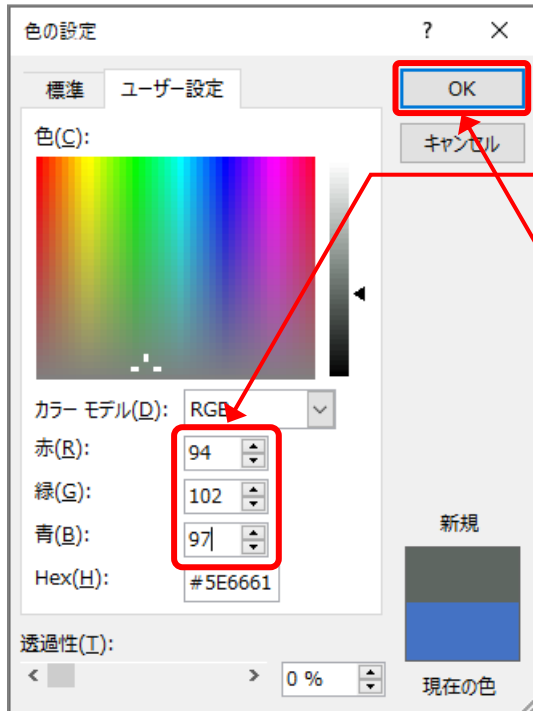 色の設定 ? ×
標準 ユーザー設定
OK
キャンセル
色(C):
カラー モデル(D): RGB
赤(R): 94
緑(G): 102
青(B): 97
Hex(H): #5E6661
新規
現在の色
透過性(T):
0 %